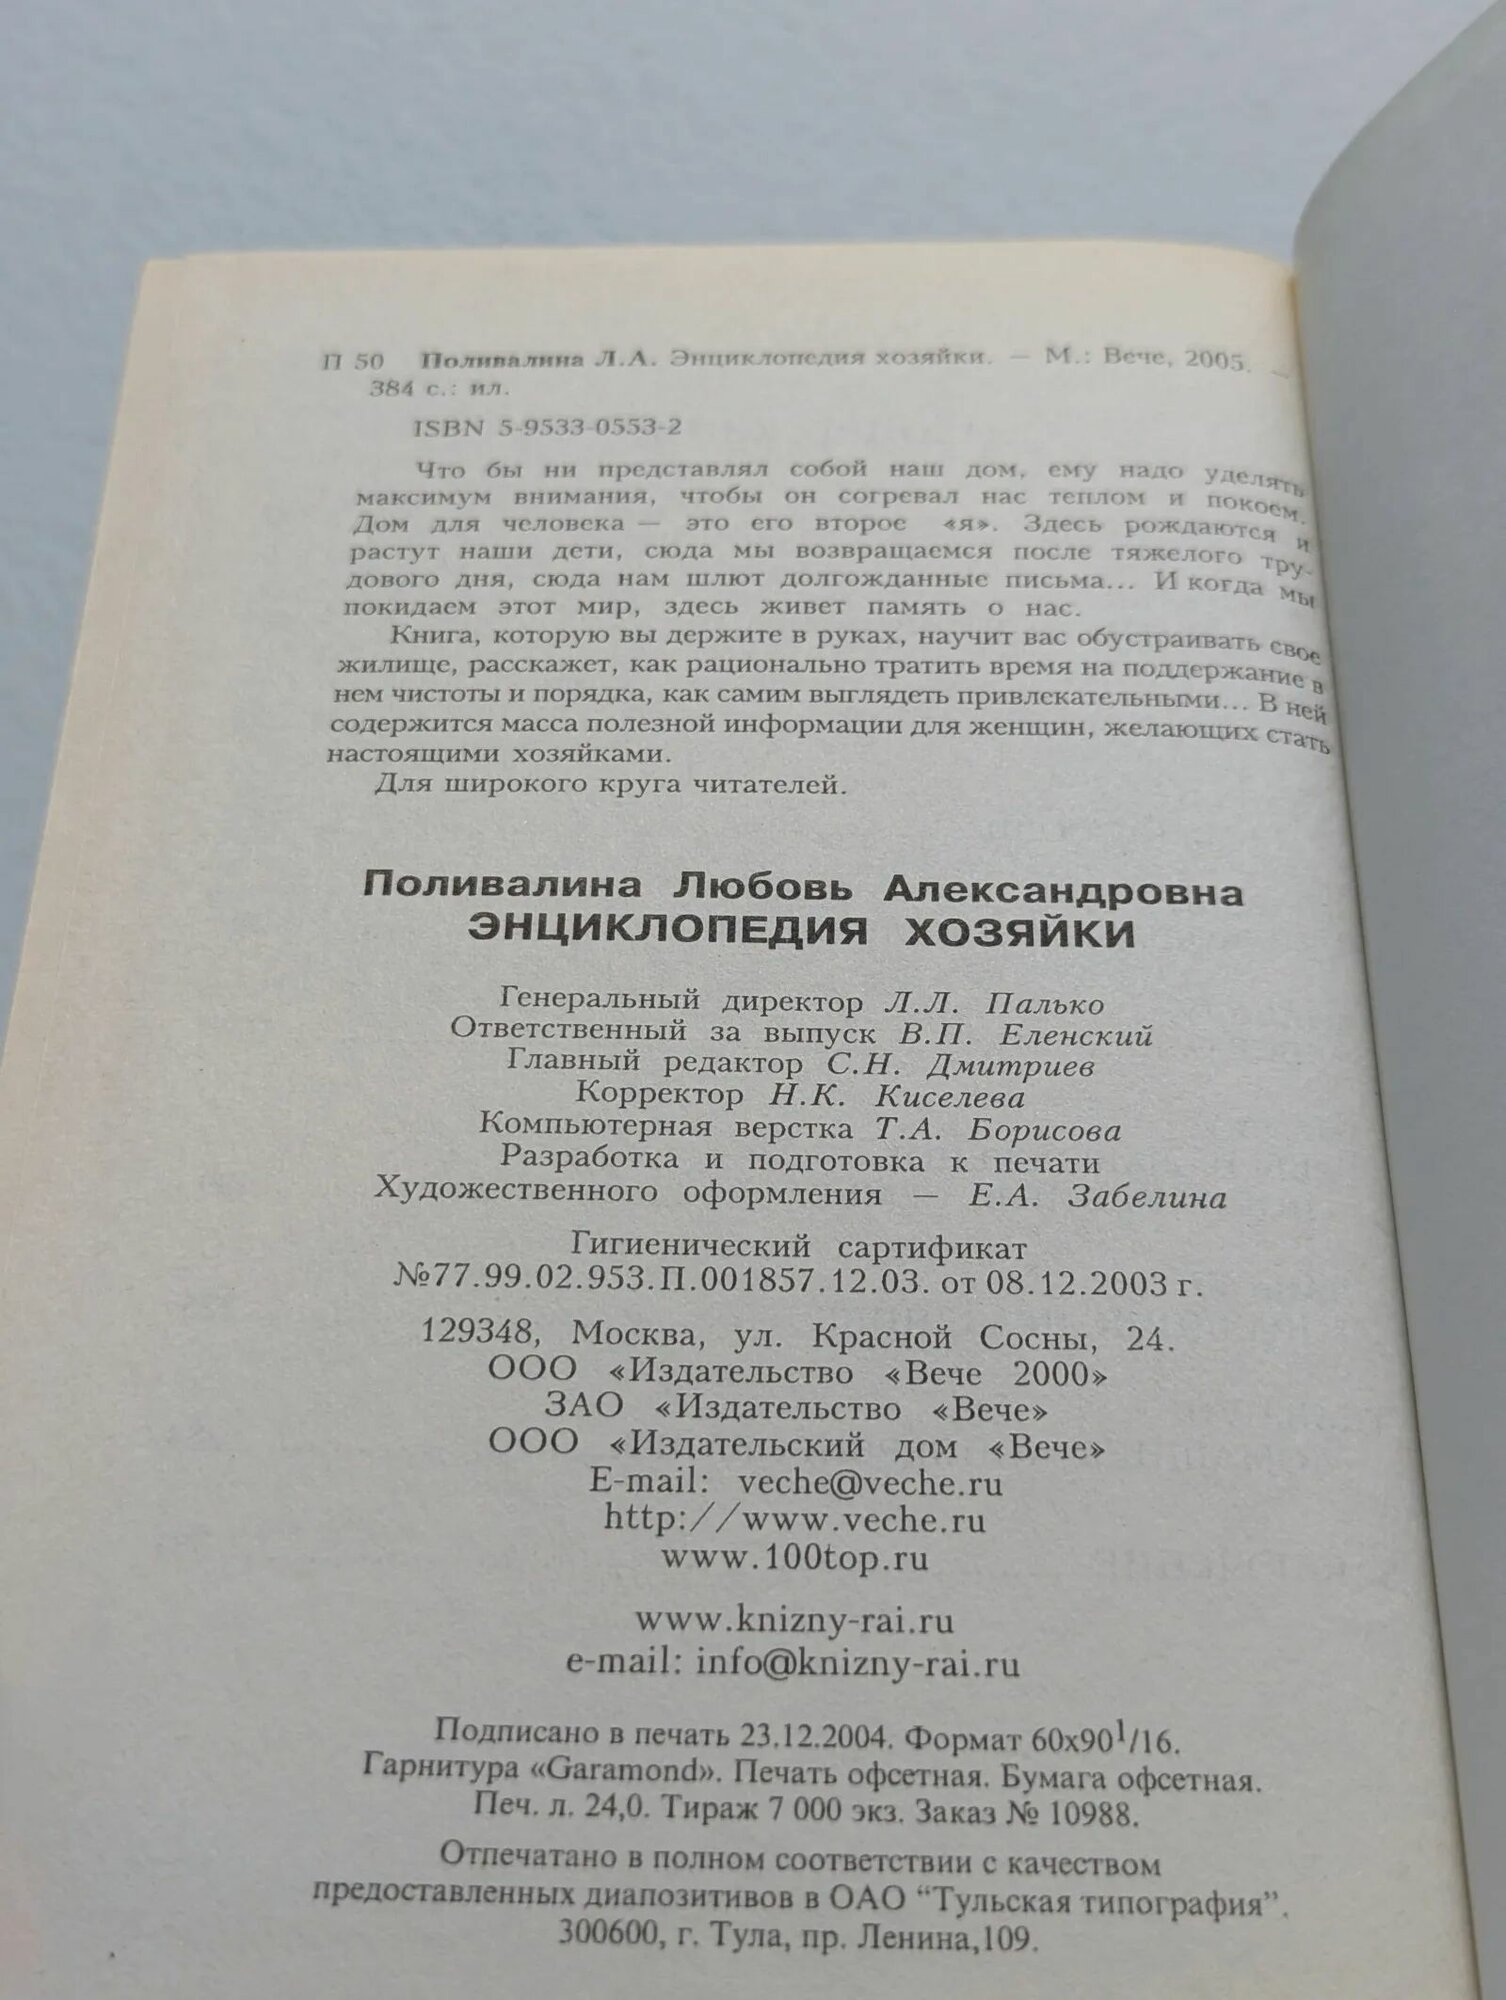 П 50 Поливалина Л.А. Энциклопедия хозяйки. — М.: Вече, 2005. —
384 с.: ил.
ISBN 5-9533-0553-2
Что бы ни представлял собой наш дом, ему надо уделять
максимум внимания, чтобы он согревал нас теплом и покоем.
Дом для человека — это его второе «я». Здесь рождаются и
растут наши дети, сюда мы возвращаемся после тяжелого тру-
дового дня, сюда нам шлют долгожданные письма... И когда мы
покидаем этот мир, здесь живет память о нас.
Книга, которую вы держите в руках, научит вас обустраивать свое
жилище, расскажет, как рационально тратить время на поддержание в
нем чистоты и порядка, как самим выглядеть привлекательными... В ней
содержится масса полезной информации для женщин, желающих стать
настоящими хозяйками.
Для широкого круга читателей.
Поливалина Любовь Александровна
ЭНЦИКЛОПЕДИЯ ХОЗЯЙКИ
Генеральный директор Л.Л. Палько
Ответственный за выпуск В.П. Еленский
Главный редактор С.Н. Дмитриев
Корректор Н.К. Киселева
Компьютерная верстка Т.А. Борисова
Разработка и подготовка к печати
Художественного оформления — Е.А. Забелина
Гигиенический сартификат
№77.99.02.953.П.001857.12.03. от 08.12.2003 г.
129348, Москва, ул. Красной Сосны, 24.
ООО «Издательство «Вече 2000»
ЗАО «Издательство «Вече»
ООО «Издательский дом «Вече»
E-mail: veche@veche.ru
http://www.veche.ru
www.100top.ru
www.knizny-rai.ru
e-mail: info@knizny-rai.ru
Подписано в печать 23.12.2004. Формат 60х90¹/16.
Гарнитура «Garamond». Печать офсетная. Бумага офсетная.
Печ. л. 24,0. Тираж 7 000 экз. Заказ № 10988.
Отпечатано в полном соответствии с качеством
предоставленных диапозитивов в ОАО “Тульская типография”.
300600, г. Тула, пр. Ленина,109.